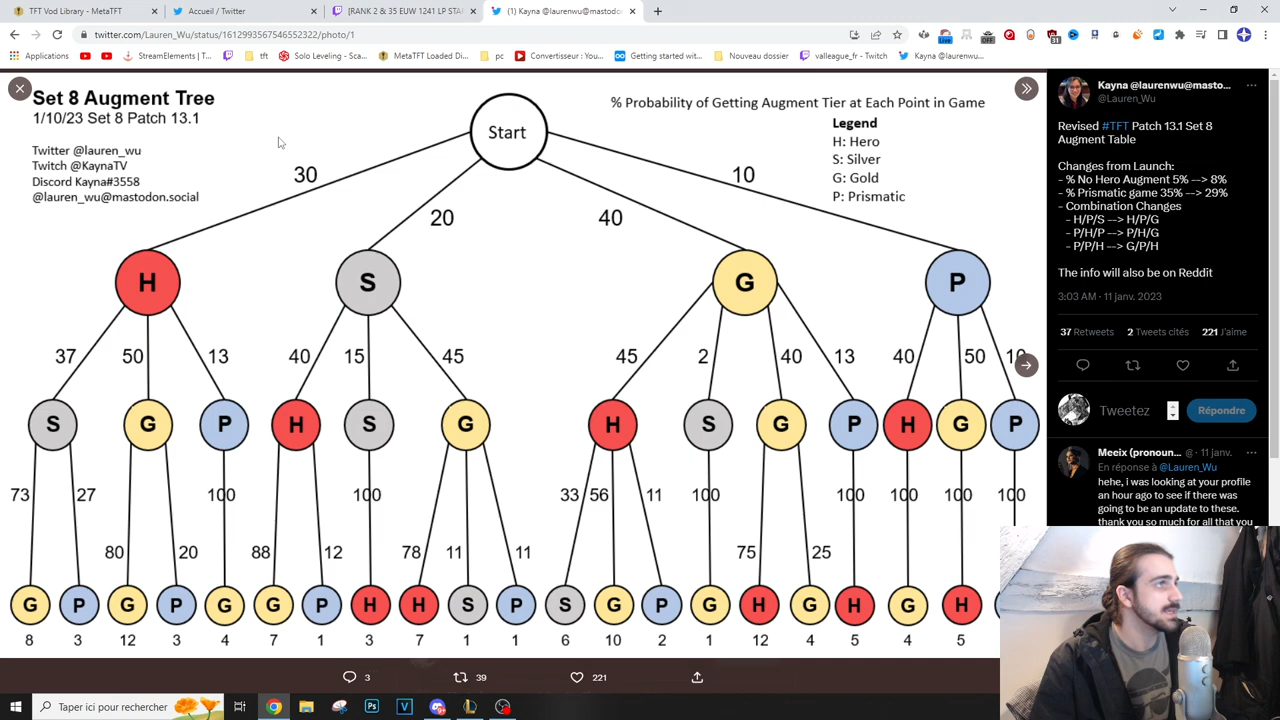 TFT Vod Library - MetaTFT
Accueil / Twitter
[RANK 2 & 35 EUW 1241 LP STA
(1) Kayna @laurenwu@mastodon
twitter.com/Lauren_Wu/status/1612993567546552322/photo/1
Applications
StreamElements | T...
tft
Solo Leveling - Sca...
MetaTFT Loaded Di...
pc
Convertisseur : You...
Getting started wit...
Nouveau dossier
valleague_fr - Twitch
Kayna @laurenwu...
Set 8 Augment Tree
1/10/23 Set 8 Patch 13.1
Twitter @lauren_wu
Twitch @KaynaTV
Discord Kayna#3558
@lauren_wu@mastodon.social
% Probability of Getting Augment Tier at Each Point in Game
Legend
H: Hero
S: Silver
G: Gold
P: Prismatic
Start
30 20 40 10
H S G P
37 50 13 40 15 45 45 2 40 13 40 50 10
S G P H S G H S G P H G P
73 27 100 100 33 56 11 100 100 100 100 100
80 20 88 12 78 11 11 75 25
G P G P G G P H H S P S G P G H G H G H
8 3 12 3 4 7 1 3 7 1 1 6 10 2 1 12 4 5 4 5
3 39 221
Kayna @laurenwu@masto...
@Lauren_Wu
Revised #TFT Patch 13.1 Set 8
Augment Table
Changes from Launch:
- % No Hero Augment 5% --> 8%
- % Prismatic game 35% --> 29%
- Combination Changes
- H/P/S --> H/P/G
- P/H/P --> P/H/G
- P/P/H --> G/P/H
The info will also be on Reddit
3:03 AM · 11 janv. 2023
37 Retweets 2 Tweets cités 221 J'aime
Tweetez
Répondre
Meeix (pronoun... @ · 11 janv.
En réponse à @Lauren_Wu
hehe, i was looking at your profile
an hour ago to see if there was
going to be an update to these.
thank you so much for all that you
Taper ici pour rechercher